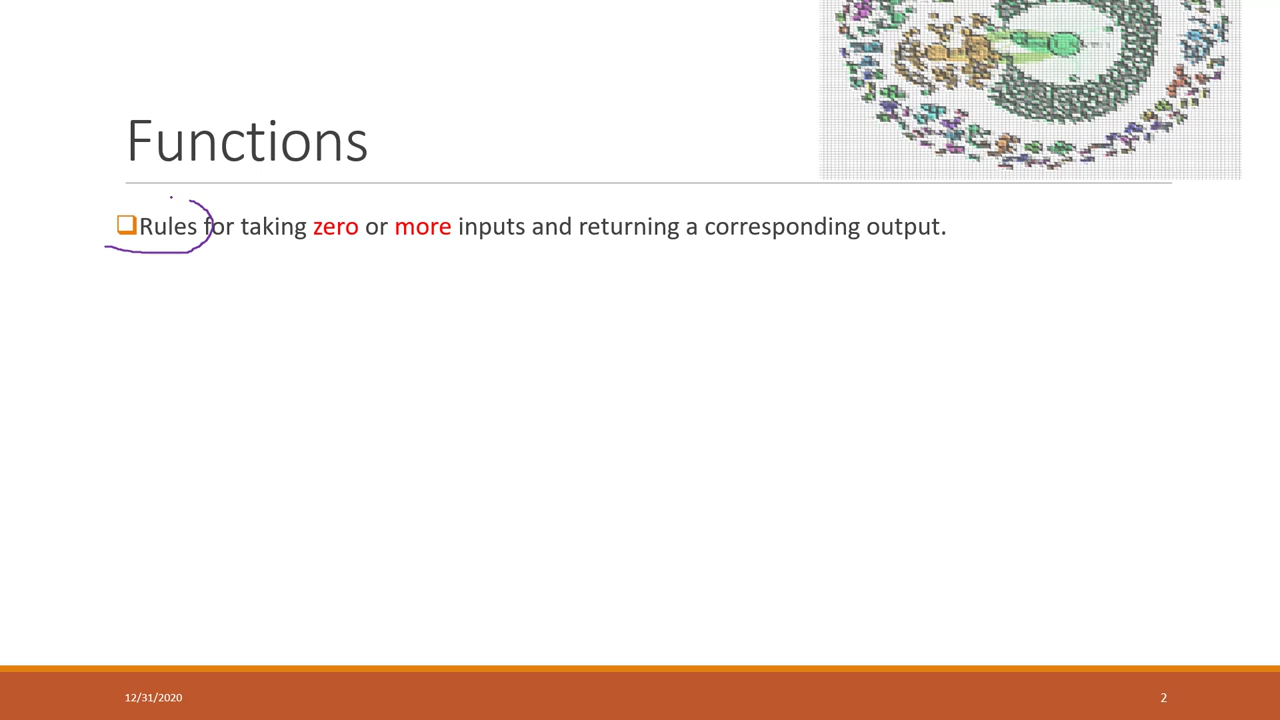 Functions
Rules for taking zero or more inputs and returning a corresponding output.
12/31/2020
2